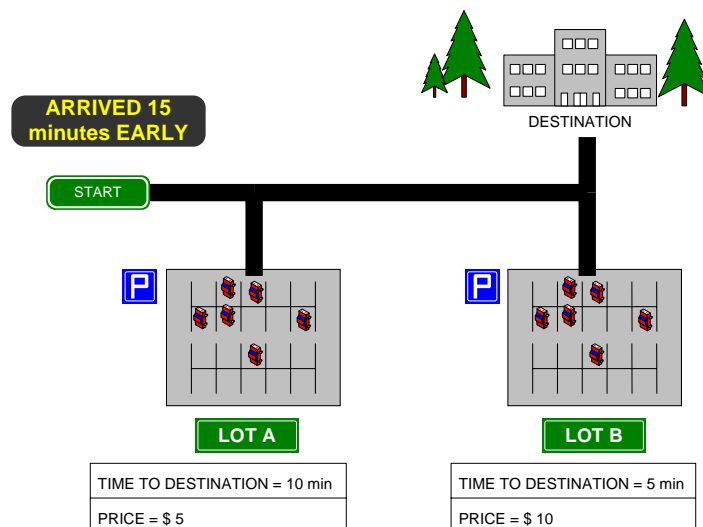 ARRIVED 15
minutes EARLY
DESTINATION
START
P
P
LOT A
LOT B
TIME TO DESTINATION = 10 min
PRICE = $ 5
TIME TO DESTINATION = 5 min
PRICE = $ 10